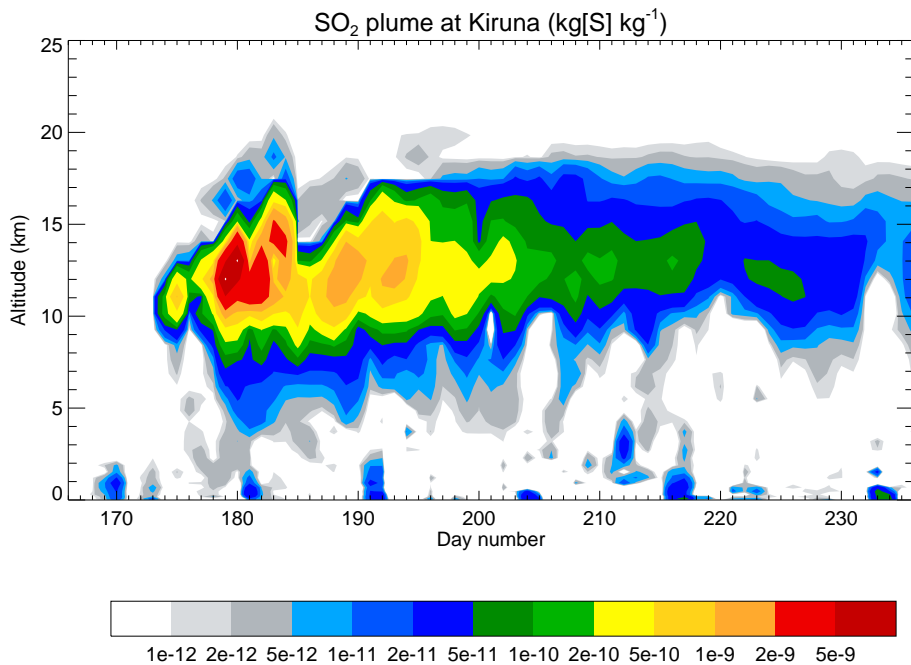 SO₂ plume at Kiruna (kg[S] kg⁻¹)
25
20
15
10
5
0
Altitude (km)
170 180 190 200 210 220 230
Day number
1e-12 2e-12 5e-12 1e-11 2e-11 5e-11 1e-10 2e-10 5e-10 1e-9 2e-9 5e-9